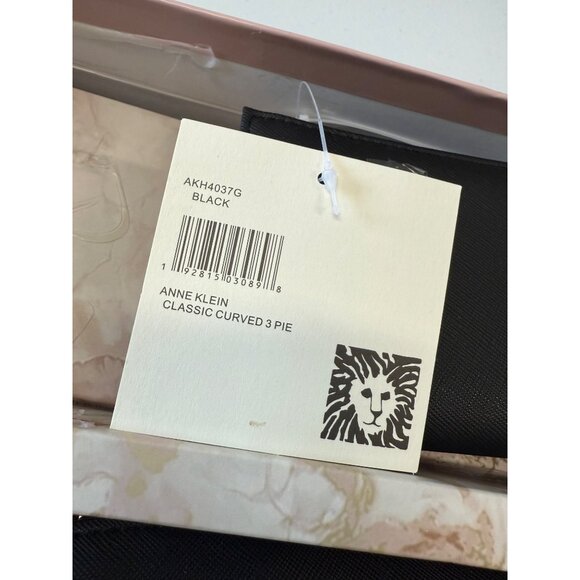 AKH4037G
BLACK
1 92815 03089 8
ANNE KLEIN
CLASSIC CURVED 3 PIE